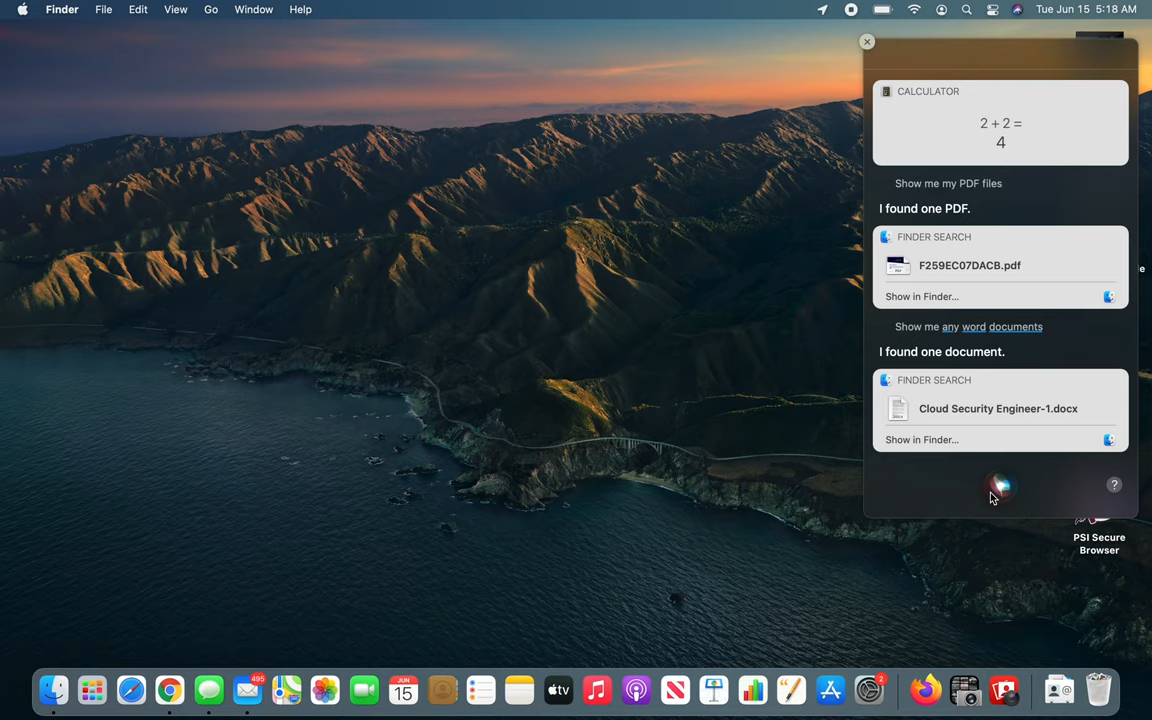 Finder File Edit View Go Window Help Tue Jun 15 5:18 AM
CALCULATOR
2 + 2 =
4
Show me my PDF files
I found one PDF.
FINDER SEARCH
F259EC07DACB.pdf
Show in Finder...
Show me any word documents
I found one document.
FINDER SEARCH
Cloud Security Engineer-1.docx
Show in Finder...
?
PSI Secure
Browser
495
JUN
15
tv
2